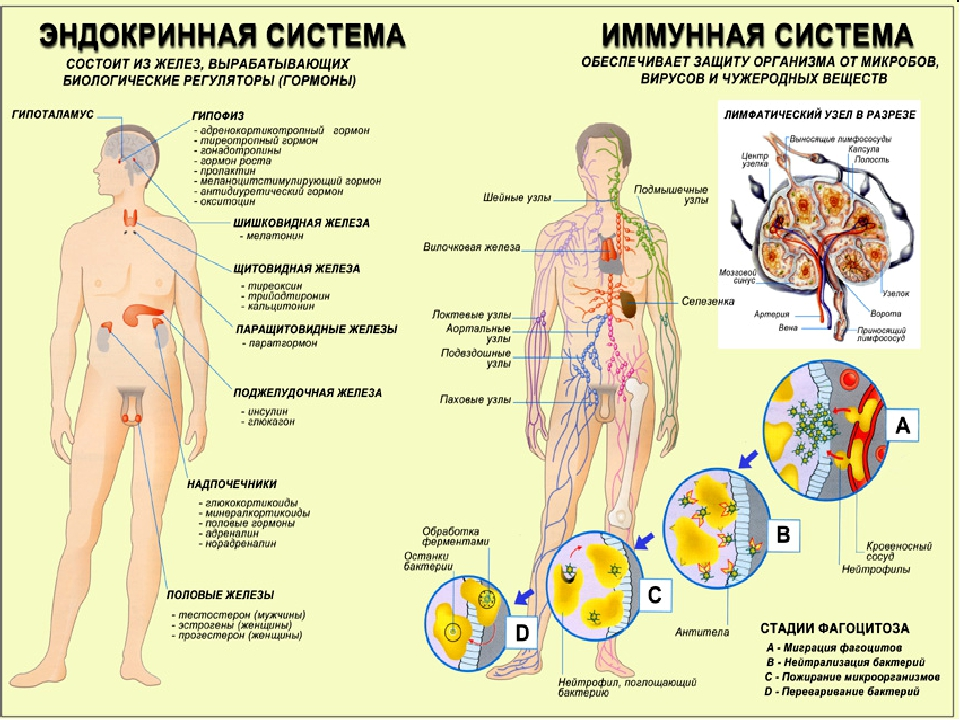 ЭНДОКРИННАЯ СИСТЕМА
СОСТОИТ ИЗ ЖЕЛЕЗ, ВЫРАБАТЫВАЮЩИХ
БИОЛОГИЧЕСКИЕ РЕГУЛЯТОРЫ (ГОРМОНЫ)
ГИПОТАЛАМУС
ГИПОФИЗ
- адренокортикотропный гормон
- тиреотропный гормон
- гонадотропины
- гормон роста
- пролактин
- меланоцитстимулирующий гормон
- антидиуретический гормон
- окситоцин
ШИШКОВИДНАЯ ЖЕЛЕЗА
- мелатонин
ЩИТОВИДНАЯ ЖЕЛЕЗА
- тиреоксин
- трийодтиронин
- кальцитонин
ПАРАЩИТОВИДНЫЕ ЖЕЛЕЗЫ
- паратгормон
ПОДЖЕЛУДОЧНАЯ ЖЕЛЕЗА
- инсулин
- глюкагон
НАДПОЧЕЧНИКИ
- глюкокортикоиды
- минералкортикоиды
- половые гормоны
- адреналин
- норадреналин
ПОЛОВЫЕ ЖЕЛЕЗЫ
- тестостерон (мужчины)
- эстрогены (женщины)
- прогестерон (женщины)
ИММУННАЯ СИСТЕМА
ОБЕСПЕЧИВАЕТ ЗАЩИТУ ОРГАНИЗМА ОТ МИКРОБОВ,
ВИРУСОВ И ЧУЖЕРОДНЫХ ВЕЩЕСТВ
Шейные узлы
Подмышечные
узлы
Вилочковая железа
Селезенка
Локтевые узлы
Аортальные
узлы
Подвздошные
узлы
Паховые узлы
ЛИМФАТИЧЕСКИЙ УЗЕЛ В РАЗРЕЗЕ
Выносящие лимфососуды
Капсула
Полость
Центр
узелка
Мозговой
синус
Узелок
Артерия
Ворота
Вена
Приносящий
лимфососуд
A
B
C
D
Кровеносный
сосуд
Нейтрофилы
Антитела
Обработка
ферментами
Останки
бактерии
Нейтрофил, поглощающий
бактерию
СТАДИИ ФАГОЦИТОЗА
A - Миграция фагоцитов
B - Нейтрализация бактерий
C - Пожирание микроорганизмов
D - Переваривание бактерий